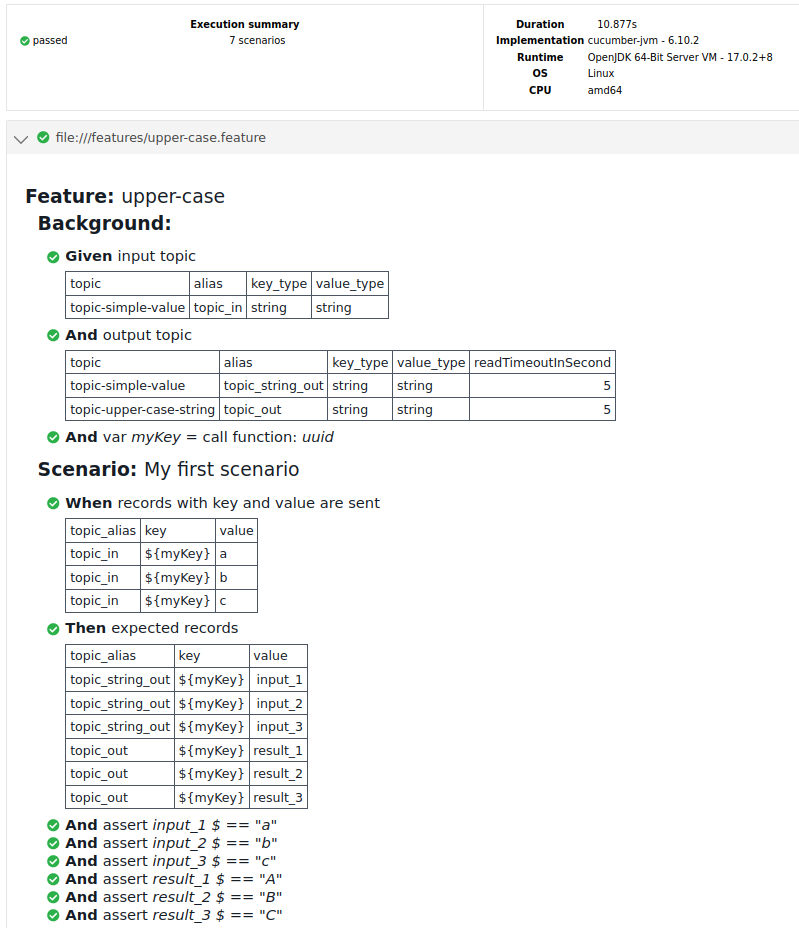 Execution summary
passed 7 scenarios
Duration 10.877s
Implementation cucumber-jvm - 6.10.2
Runtime OpenJDK 64-Bit Server VM - 17.0.2+8
OS Linux
CPU amd64
file:///features/upper-case.feature
Feature: upper-case
Background:
Given input topic
topic alias key_type value_type
topic-simple-value topic_in string string
And output topic
topic alias key_type value_type readTimeoutInSecond
topic-simple-value topic_string_out string string 5
topic-upper-case-string topic_out string string 5
And var myKey = call function: uuid
Scenario: My first scenario
When records with key and value are sent
topic_alias key value
topic_in ${myKey} a
topic_in ${myKey} b
topic_in ${myKey} c
Then expected records
topic_alias key value
topic_string_out ${myKey} input_1
topic_string_out ${myKey} input_2
topic_string_out ${myKey} input_3
topic_out ${myKey} result_1
topic_out ${myKey} result_2
topic_out ${myKey} result_3
And assert input_1 $ == "a"
And assert input_2 $ == "b"
And assert input_3 $ == "c"
And assert result_1 $ == "A"
And assert result_2 $ == "B"
And assert result_3 $ == "C"